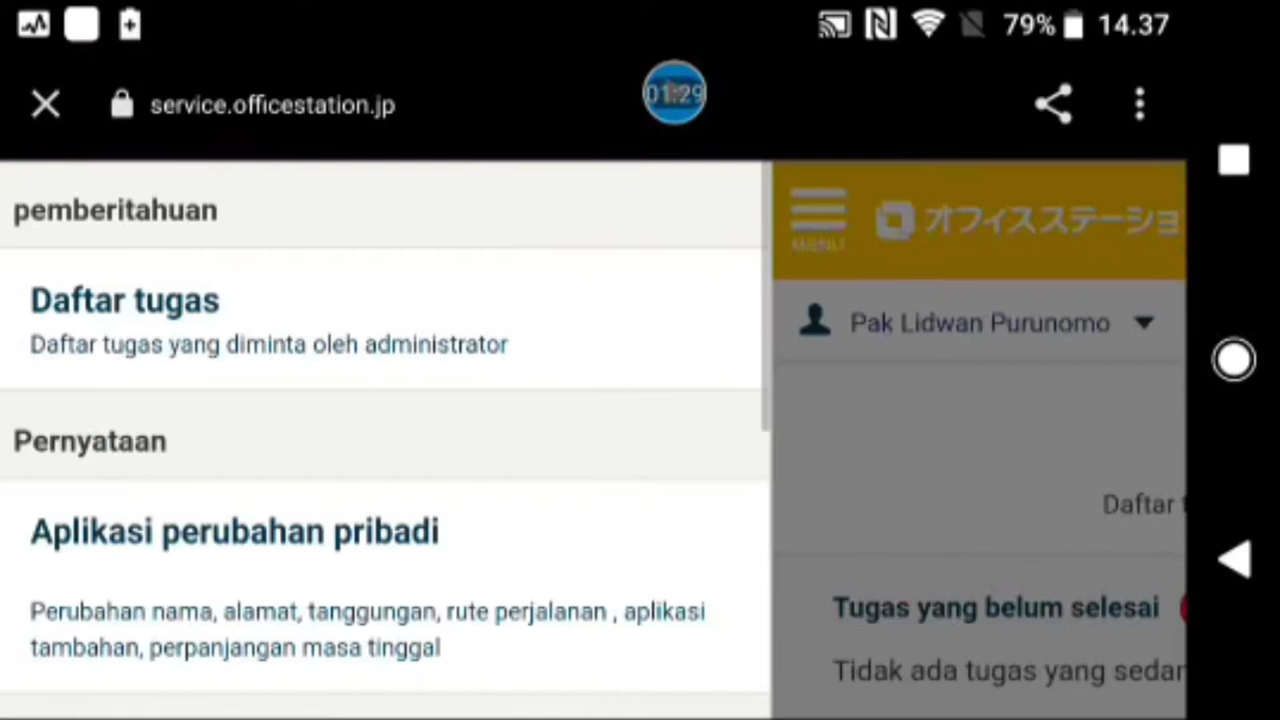 79% 14.37
service.officestation.jp
01:29
pemberitahuan
Daftar tugas
Daftar tugas yang diminta oleh administrator
Pernyataan
Aplikasi perubahan pribadi
Perubahan nama, alamat, tanggungan, rute perjalanan , aplikasi
tambahan, perpanjangan masa tinggal
MENU
オフィスステーショ
Pak Lidwan Purunomo
Daftar
Tugas yang belum selesai
Tidak ada tugas yang sedar